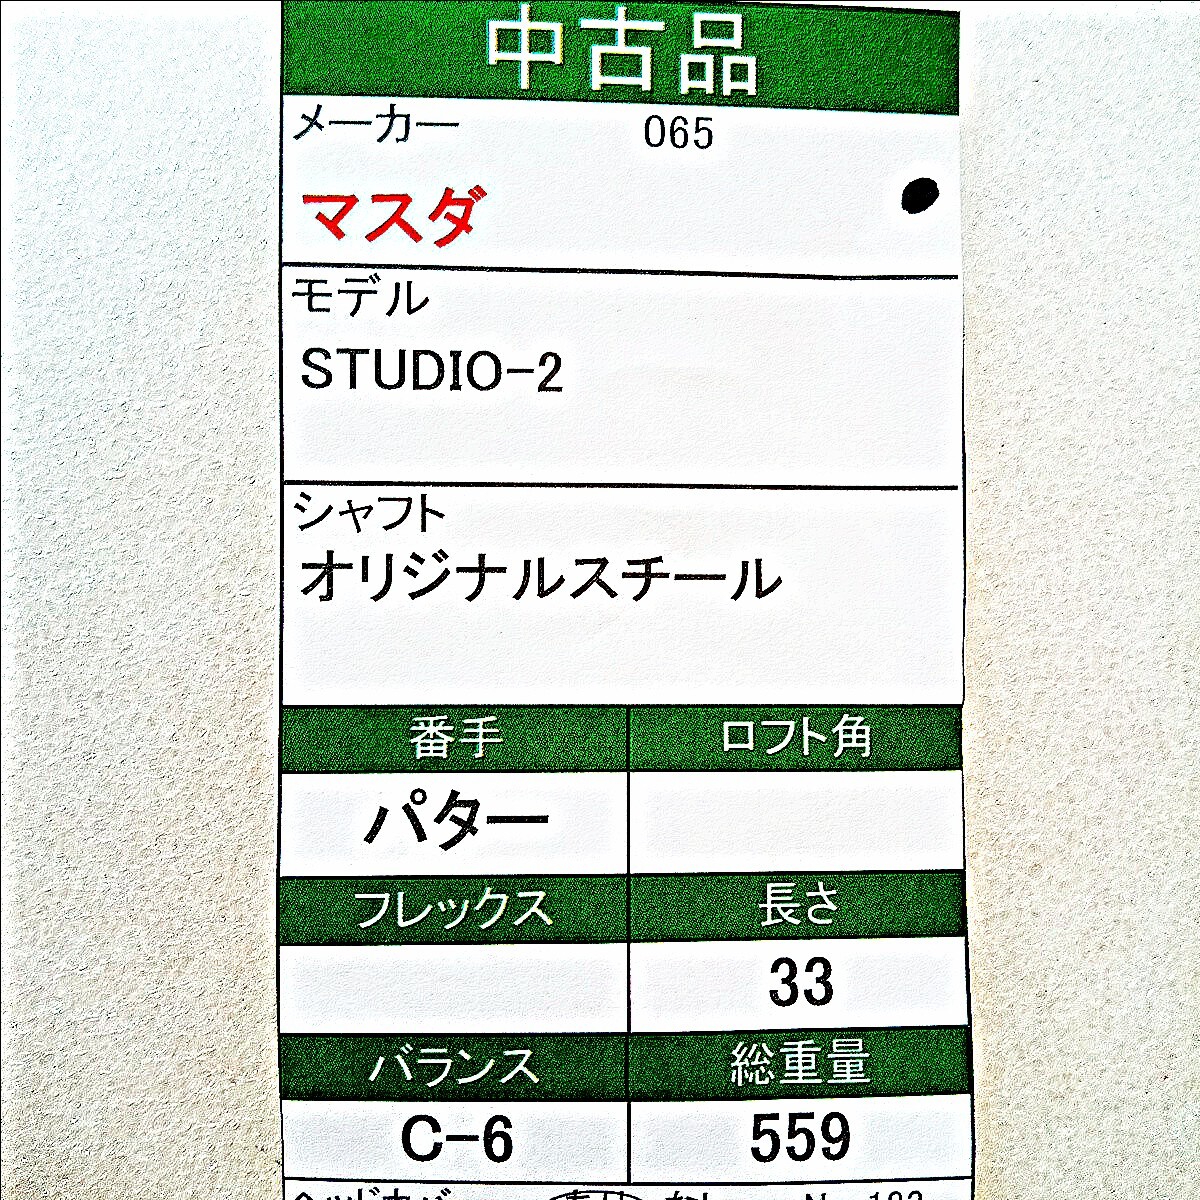 中古品
メーカー 065
マスダ
モデル
STUDIO-2
シャフト
オリジナルスチール
番手 ロフト角
パター
フレックス 長さ
33
バランス 総重量
C-6 559